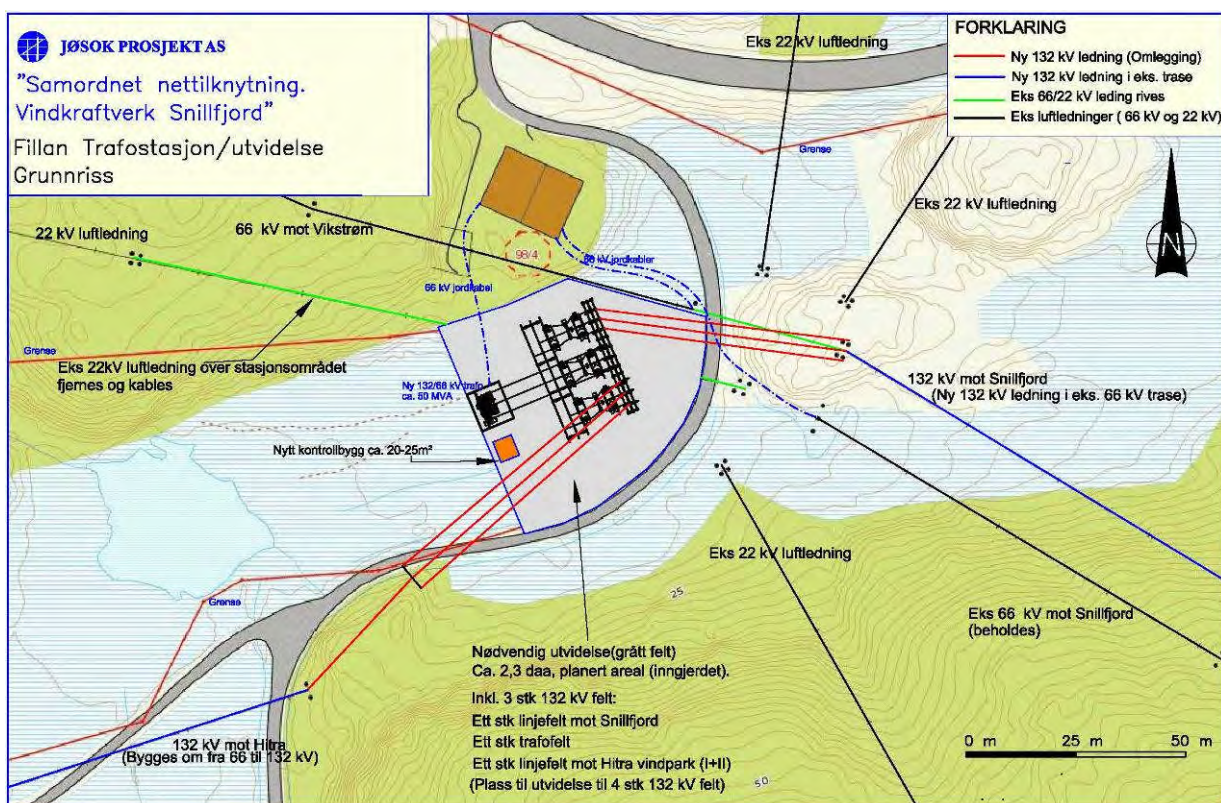 JØSOK PROSJEKT AS
"Samordnet nettilknytning.
Vindkraftverk Snillfjord"
Fillan Trafostasjon/utvidelse
Grunnriss
FORKLARING
Ny 132 kV ledning (Omlegging)
Ny 132 kV ledning i eks. trase
Eks 66/22 kV leding rives
Eks luftledninger ( 66 kV og 22 kV)
Eks 22 kV luftledning
Grense
Eks 22 kV luftledning
N
22 kV luftledning
66 kV mot Vikstrøm
98/4
66 kV jordkabler
66 kV jordkabel
Grense
Eks 22kV luftledning over stasjonsområdet
fjernes og kables
Ny 132/66 kV trafo
ca. 50 MVA
132 kV mot Snillfjord
(Ny 132 kV ledning i eks. 66 kV trase)
Nytt kontrollbygg ca. 20-25m²
Eks 22 kV luftledning
25
Grense
Eks 66 kV mot Snillfjord
(beholdes)
Nødvendig utvidelse(grått felt)
Ca. 2,3 daa, planert areal (inngjerdet).
Inkl. 3 stk 132 kV felt:
Ett stk linjefelt mot Snillfjord
Ett stk trafofelt
Ett stk linjefelt mot Hitra vindpark (I+II)
(Plass til utvidelse til 4 stk 132 kV felt)
132 kV mot Hitra
(Bygges om fra 66 til 132 kV)
50
0 m 25 m 50 m